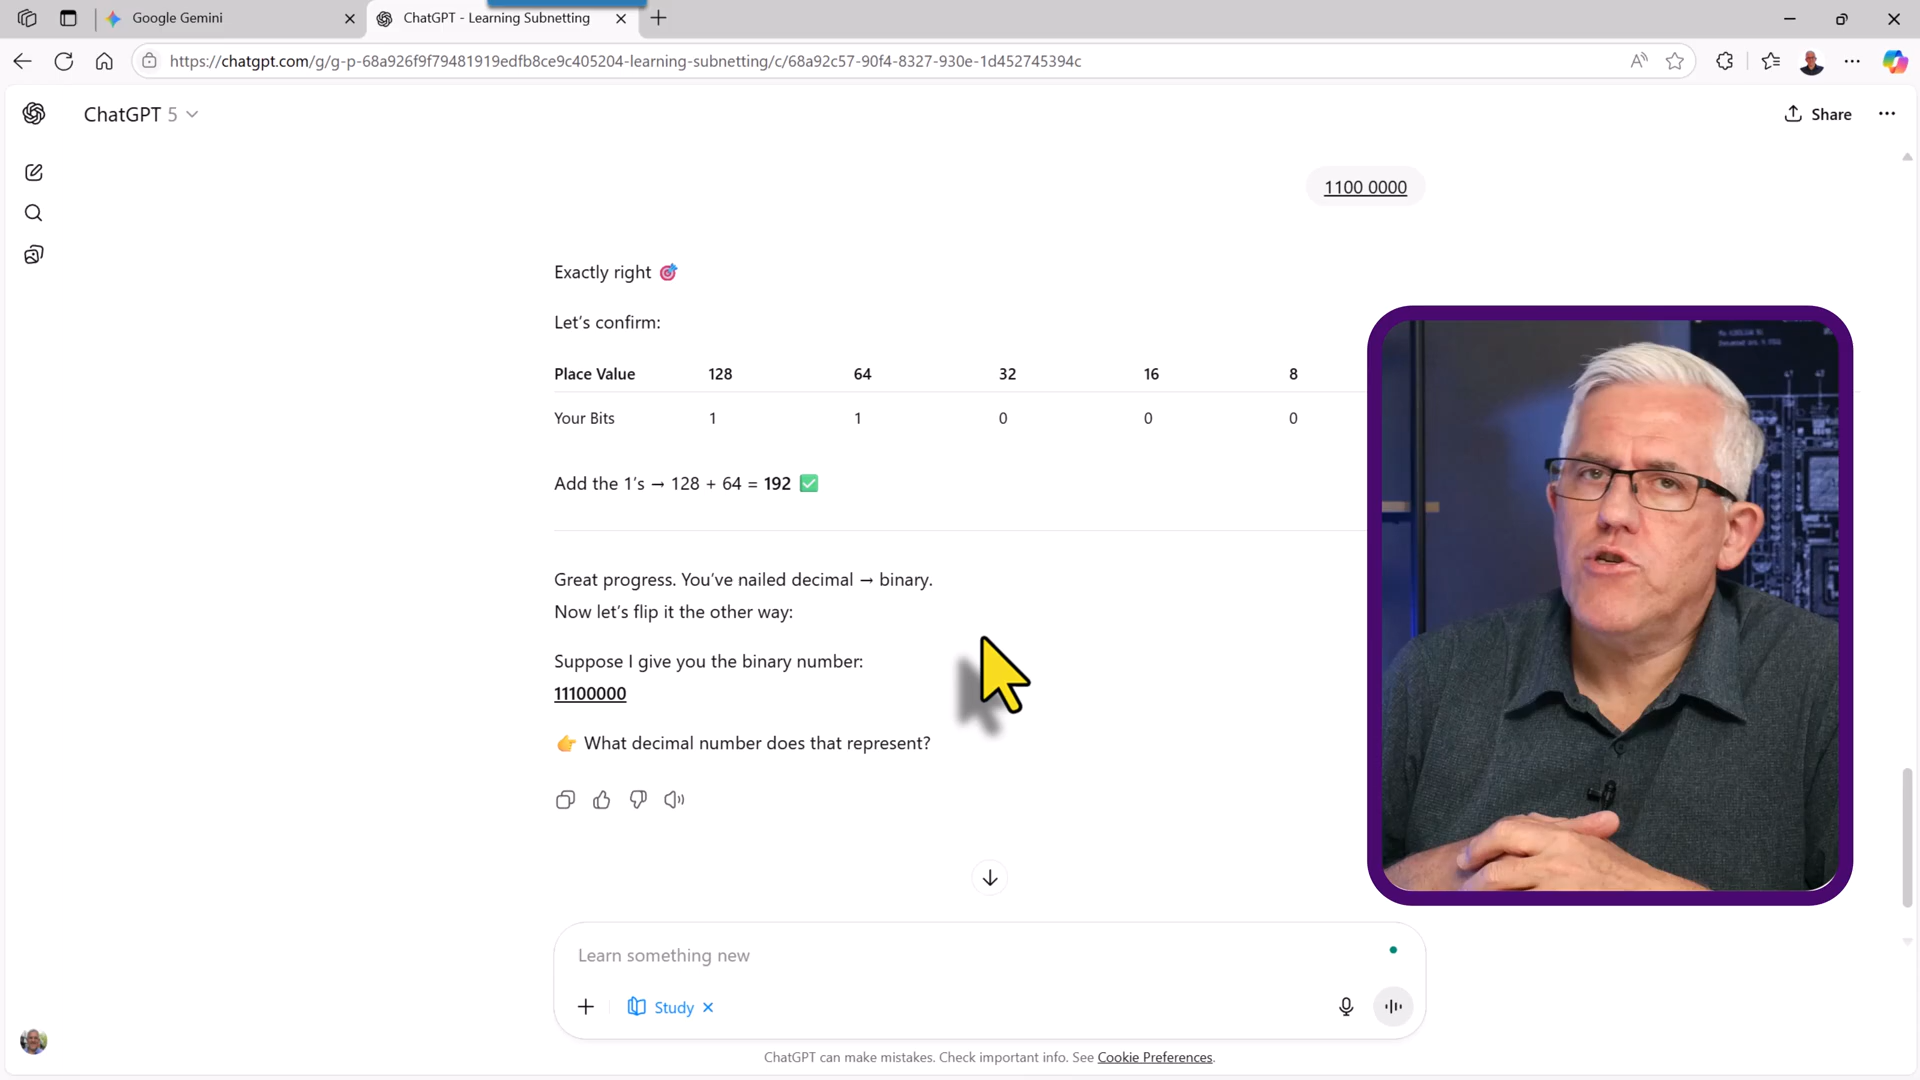 Google Gemini
ChatGPT - Learning Subnetting
https://chatgpt.com/g/g-p-68a926f9f79481919edfb8ce9c405204-learning-subnetting/c/68a92c57-90f4-8327-930e-1d452745394c
ChatGPT 5
Share
1100 0000
Exactly right 🎯
Let's confirm:
Place Value 128 64 32 16 8
Your Bits 1 1 0 0 0
Add the 1's → 128 + 64 = 192 ✅
Great progress. You've nailed decimal → binary.
Now let's flip it the other way:
Suppose I give you the binary number:
11100000
👉 What decimal number does that represent?
Learn something new
Study
ChatGPT can make mistakes. Check important info. See Cookie Preferences.